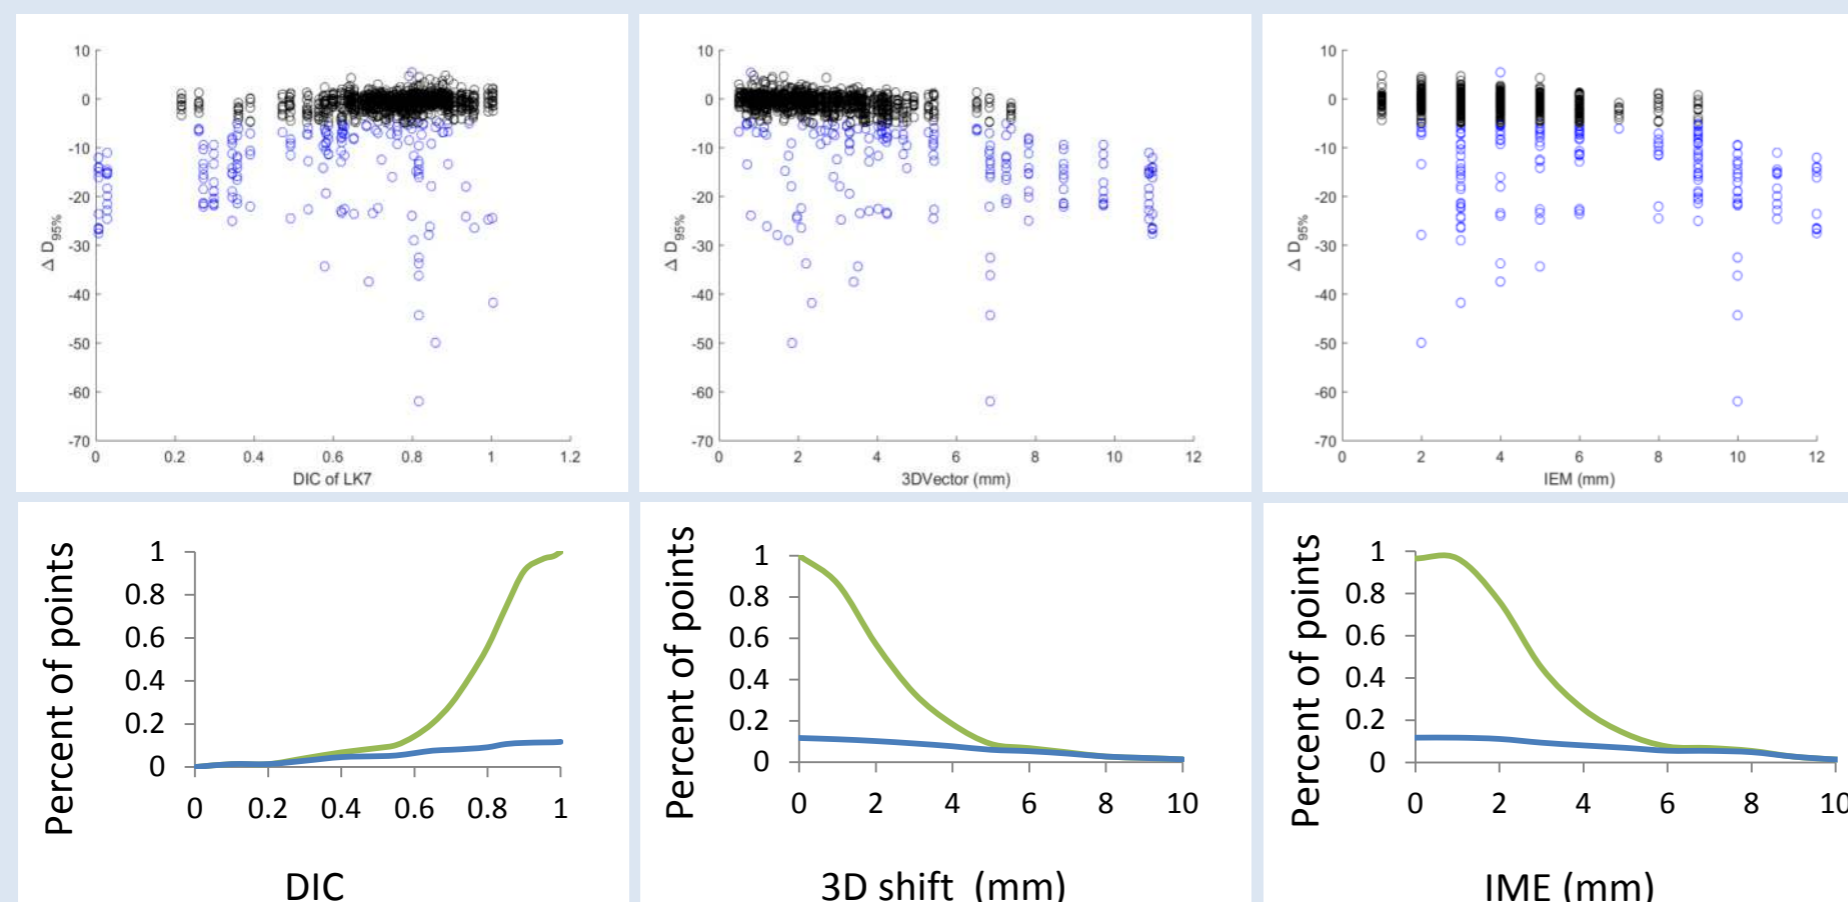 10
0
-10
-20
-30
-40
-50
-60
-70
Δ D95%
0 0.2 0.4 0.6 0.8 1 1.2
DIC of LK7
10
0
-10
-20
-30
-40
-50
-60
-70
Δ D95%
0 2 4 6 8 10 12
3DVector (mm)
10
0
-10
-20
-30
-40
-50
-60
-70
Δ D95%
0 2 4 6 8 10 12
IEM (mm)
Percent of points
1
0.8
0.6
0.4
0.2
0
0 0.2 0.4 0.6 0.8 1
DIC
Percent of points
1
0.8
0.6
0.4
0.2
0
0 2 4 6 8 10
3D shift (mm)
Percent of points
1
0.8
0.6
0.4
0.2
0
0 2 4 6 8 10
IME (mm)